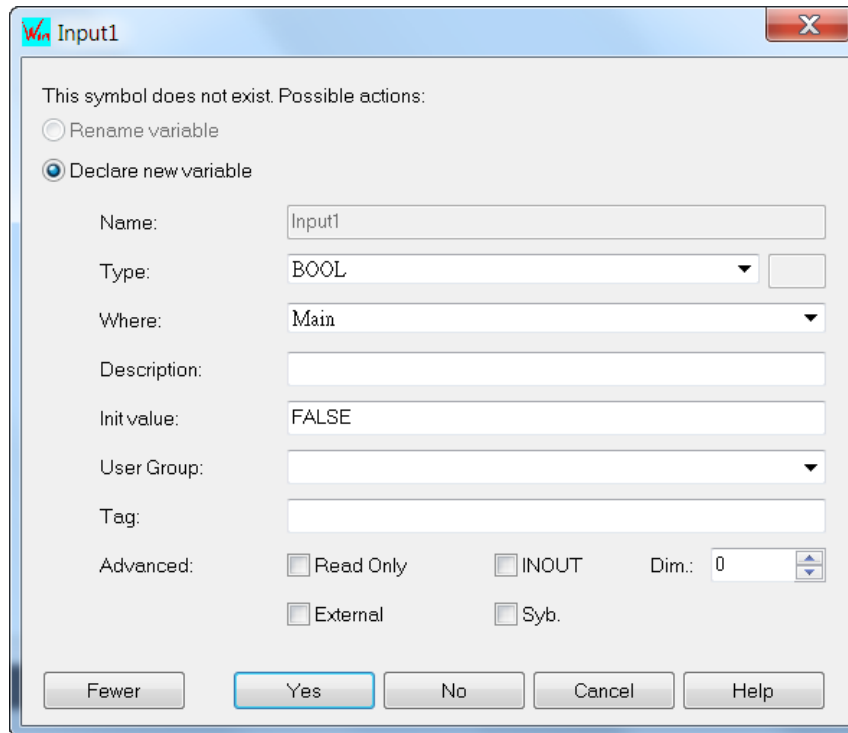 Win Input1
This symbol does not exist. Possible actions:
Rename variable
Declare new variable
Name: Input1
Type: BOOL
Where: Main
Description:
Init value: FALSE
User Group:
Tag:
Advanced: Read Only INOUT Dim.: 0
External Syb.
Fewer Yes No Cancel Help